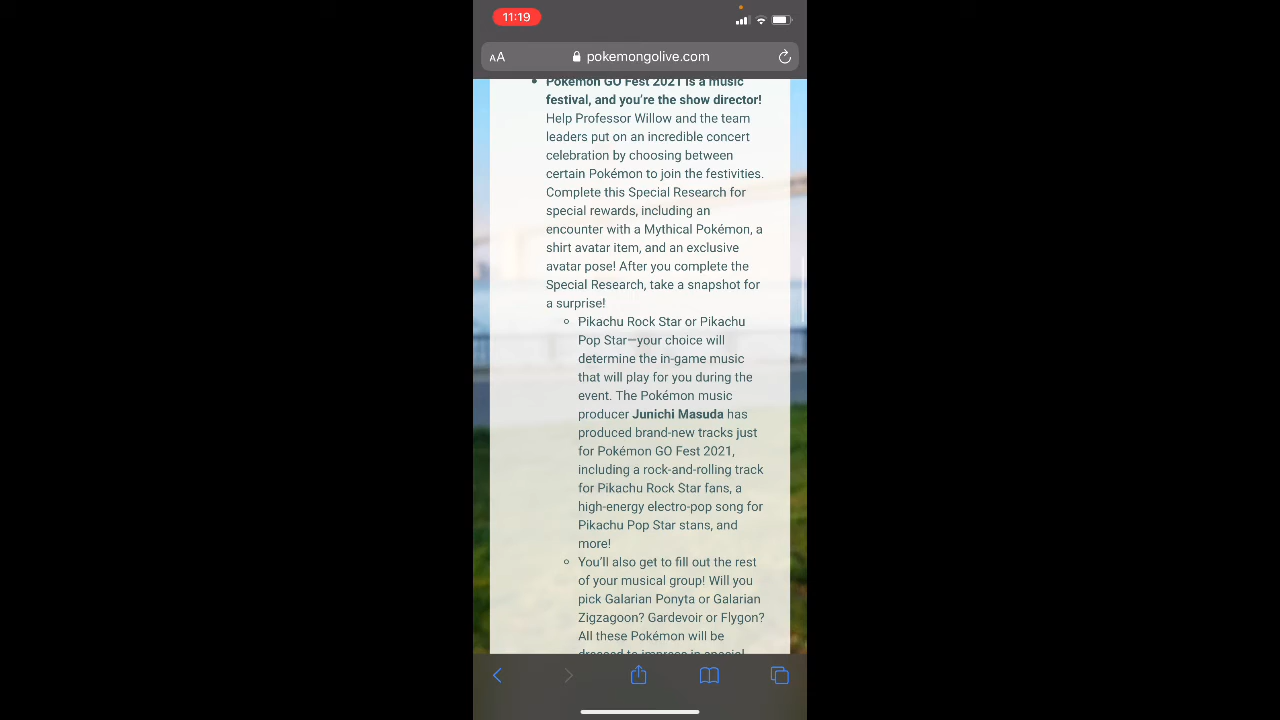 11:19
AA
pokemongolive.com
• Pokémon GO Fest 2021 is a music
festival, and you’re the show director!
Help Professor Willow and the team
leaders put on an incredible concert
celebration by choosing between
certain Pokémon to join the festivities.
Complete this Special Research for
special rewards, including an
encounter with a Mythical Pokémon, a
shirt avatar item, and an exclusive
avatar pose! After you complete the
Special Research, take a snapshot for
a surprise!
Pikachu Rock Star or Pikachu
Pop Star—your choice will
determine the in-game music
that will play for you during the
event. The Pokémon music
producer Junichi Masuda has
produced brand-new tracks just
for Pokémon GO Fest 2021,
including a rock-and-rolling track
for Pikachu Rock Star fans, a
high-energy electro-pop song for
Pikachu Pop Star stans, and
more!
You’ll also get to fill out the rest
of your musical group! Will you
pick Galarian Ponyta or Galarian
Zigzagoon? Gardevoir or Flygon?
All these Pokémon will be
dressed to impress in special